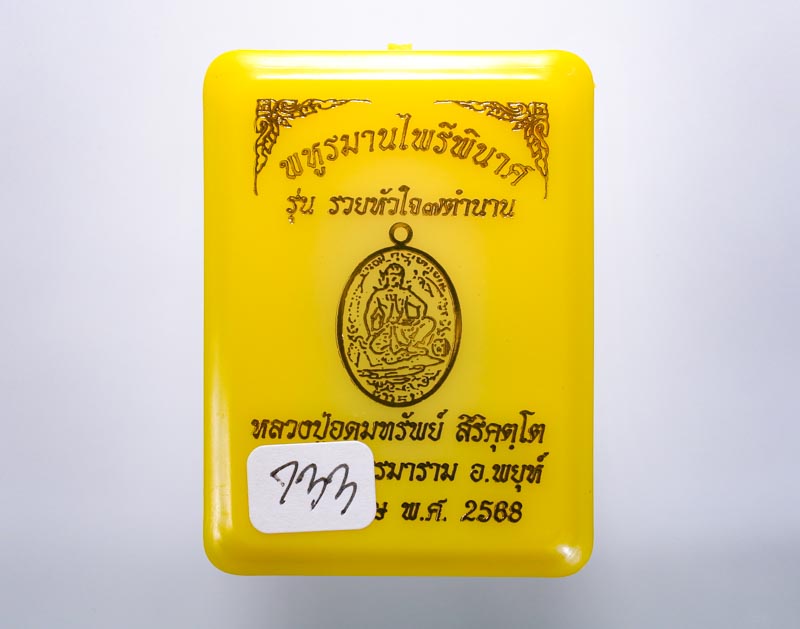 พหูรมานไพรีพินาศ
รุ่น รวยหัวใจ๗ตำนาน
หลวงปู่อุดมทรัพย์ สิริคุตฺโต
รมาราม อ.พยุห์
ษ พ.ศ. 2568
733